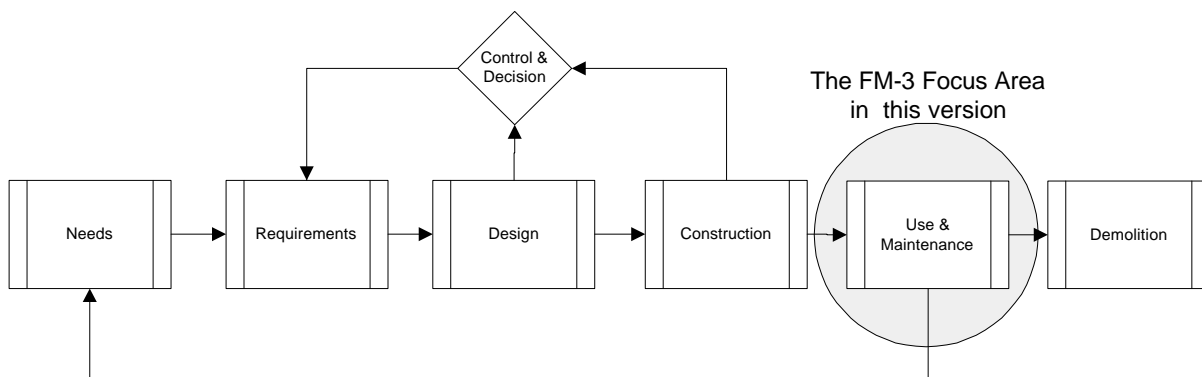 Control &
Decision
The FM-3 Focus Area
in this version
Needs
Requirements
Design
Construction
Use &
Maintenance
Demolition